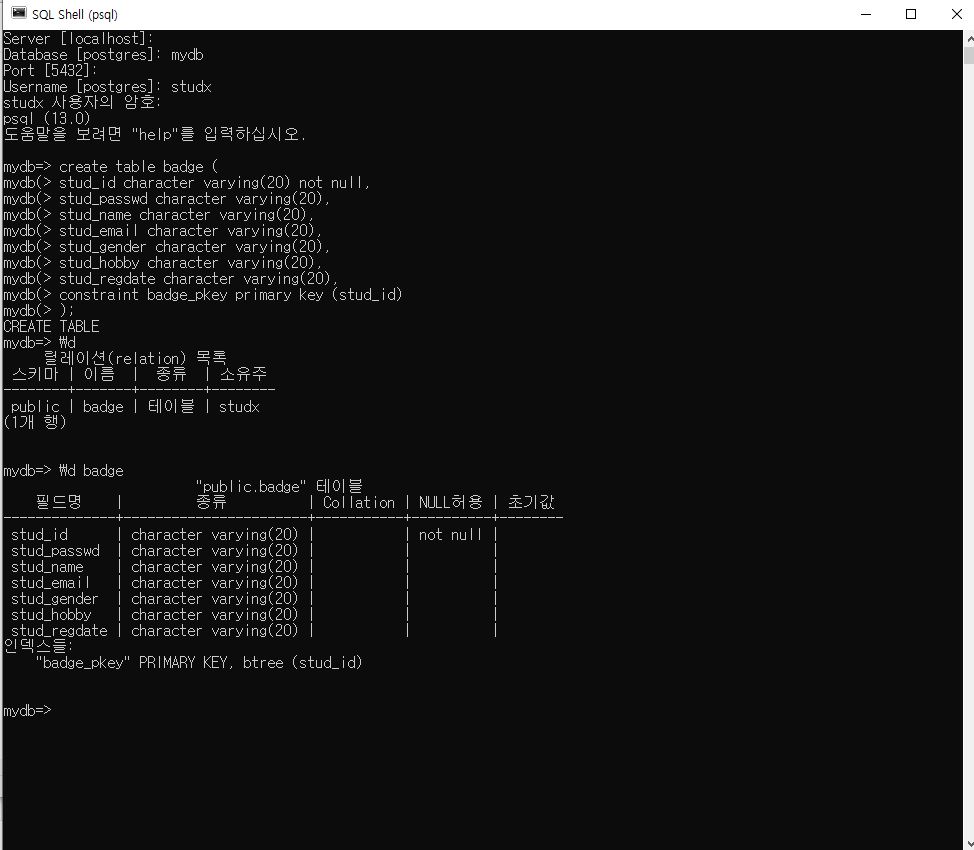 SQL Shell (psql)
Server [localhost]:
Database [postgres]: mydb
Port [5432]:
Username [postgres]: studx
studx 사용자의 암호:
psql (13.0)
도움말을 보려면 "help"를 입력하십시오.
mydb=> create table badge (
mydb(> stud_id character varying(20) not null,
mydb(> stud_passwd character varying(20),
mydb(> stud_name character varying(20),
mydb(> stud_email character varying(20),
mydb(> stud_gender character varying(20),
mydb(> stud_hobby character varying(20),
mydb(> stud_regdate character varying(20),
mydb(> constraint badge_pkey primary key (stud_id)
mydb(> );
CREATE TABLE
mydb=> ₩d
릴레이션(relation) 목록
스키마 | 이름 | 종류 | 소유주
--------+-------+--------+--------
public | badge | 테이블 | studx
(1개 행)
mydb=> ₩d badge
"public.badge" 테이블
필드명 | 종류 | Collation | NULL허용 | 초기값
--------------+-----------------------+-----------+----------+--------
stud_id | character varying(20) | | not null |
stud_passwd | character varying(20) | | |
stud_name | character varying(20) | | |
stud_email | character varying(20) | | |
stud_gender | character varying(20) | | |
stud_hobby | character varying(20) | | |
stud_regdate | character varying(20) | | |
인덱스들:
"badge_pkey" PRIMARY KEY, btree (stud_id)
mydb=>